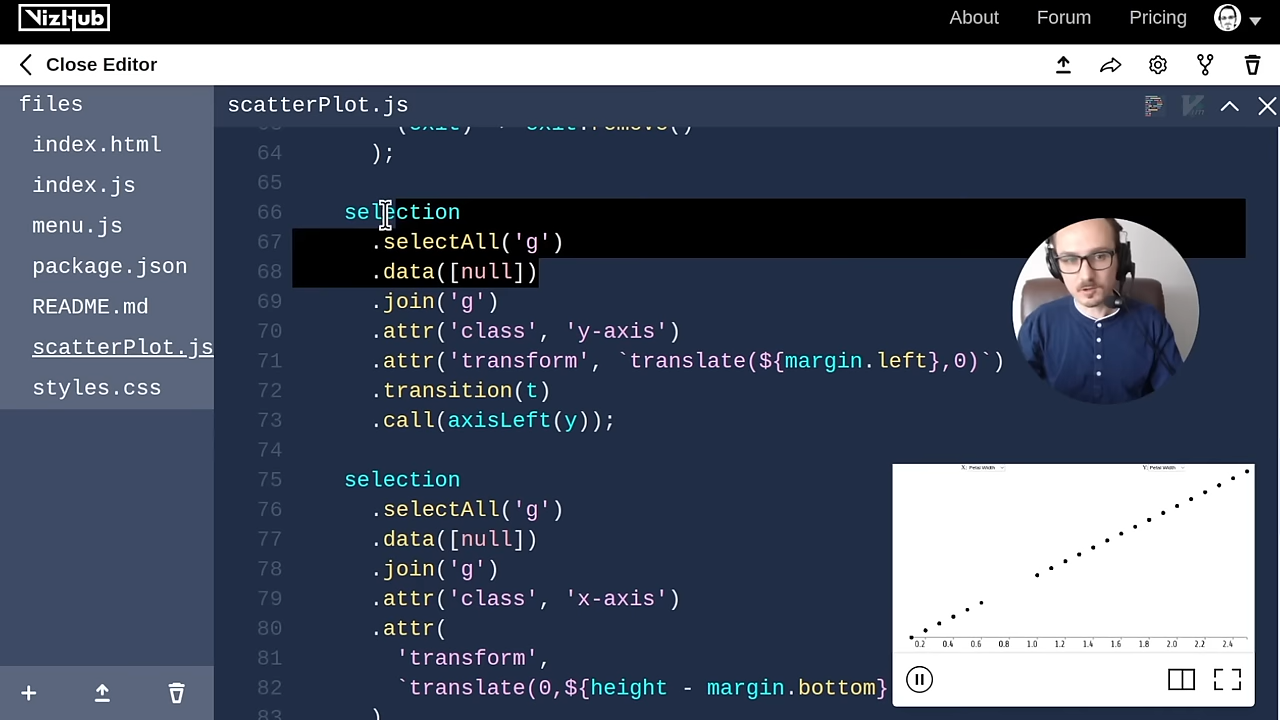 VizHub
About Forum Pricing
Close Editor
files
index.html
index.js
menu.js
package.json
README.md
scatterPlot.js
styles.css
scatterPlot.js
64 );
65
66 selection
67 .selectAll('g')
68 .data([null])
69 .join('g')
70 .attr('class', 'y-axis')
71 .attr('transform', `translate(${margin.left},0)`)
72 .transition(t)
73 .call(axisLeft(y));
74
75 selection
76 .selectAll('g')
77 .data([null])
78 .join('g')
79 .attr('class', 'x-axis')
80 .attr(
81 'transform',
82 `translate(0,${height - margin.bottom}
83 )
X: Petal Width
Y: Petal Width
0.2 0.4 0.6 0.8 1.0 1.2 1.4 1.6 1.8 2.0 2.2 2.4